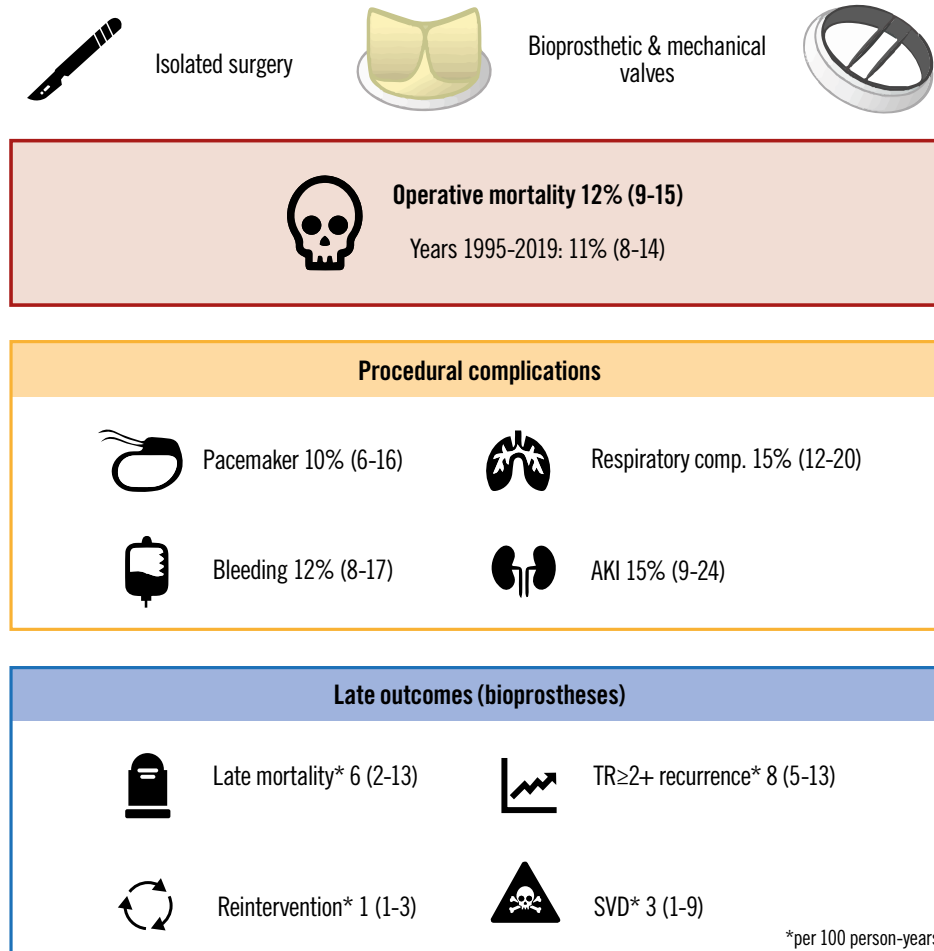 Isolated surgery
Bioprosthetic & mechanical
valves
Operative mortality 12% (9-15)
Years 1995-2019: 11% (8-14)
Procedural complications
Pacemaker 10% (6-16)
Respiratory comp. 15% (12-20)
Bleeding 12% (8-17)
AKI 15% (9-24)
Late outcomes (bioprostheses)
Late mortality* 6 (2-13)
TR≥2+ recurrence* 8 (5-13)
Reintervention* 1 (1-3)
SVD* 3 (1-9)
*per 100 person-years